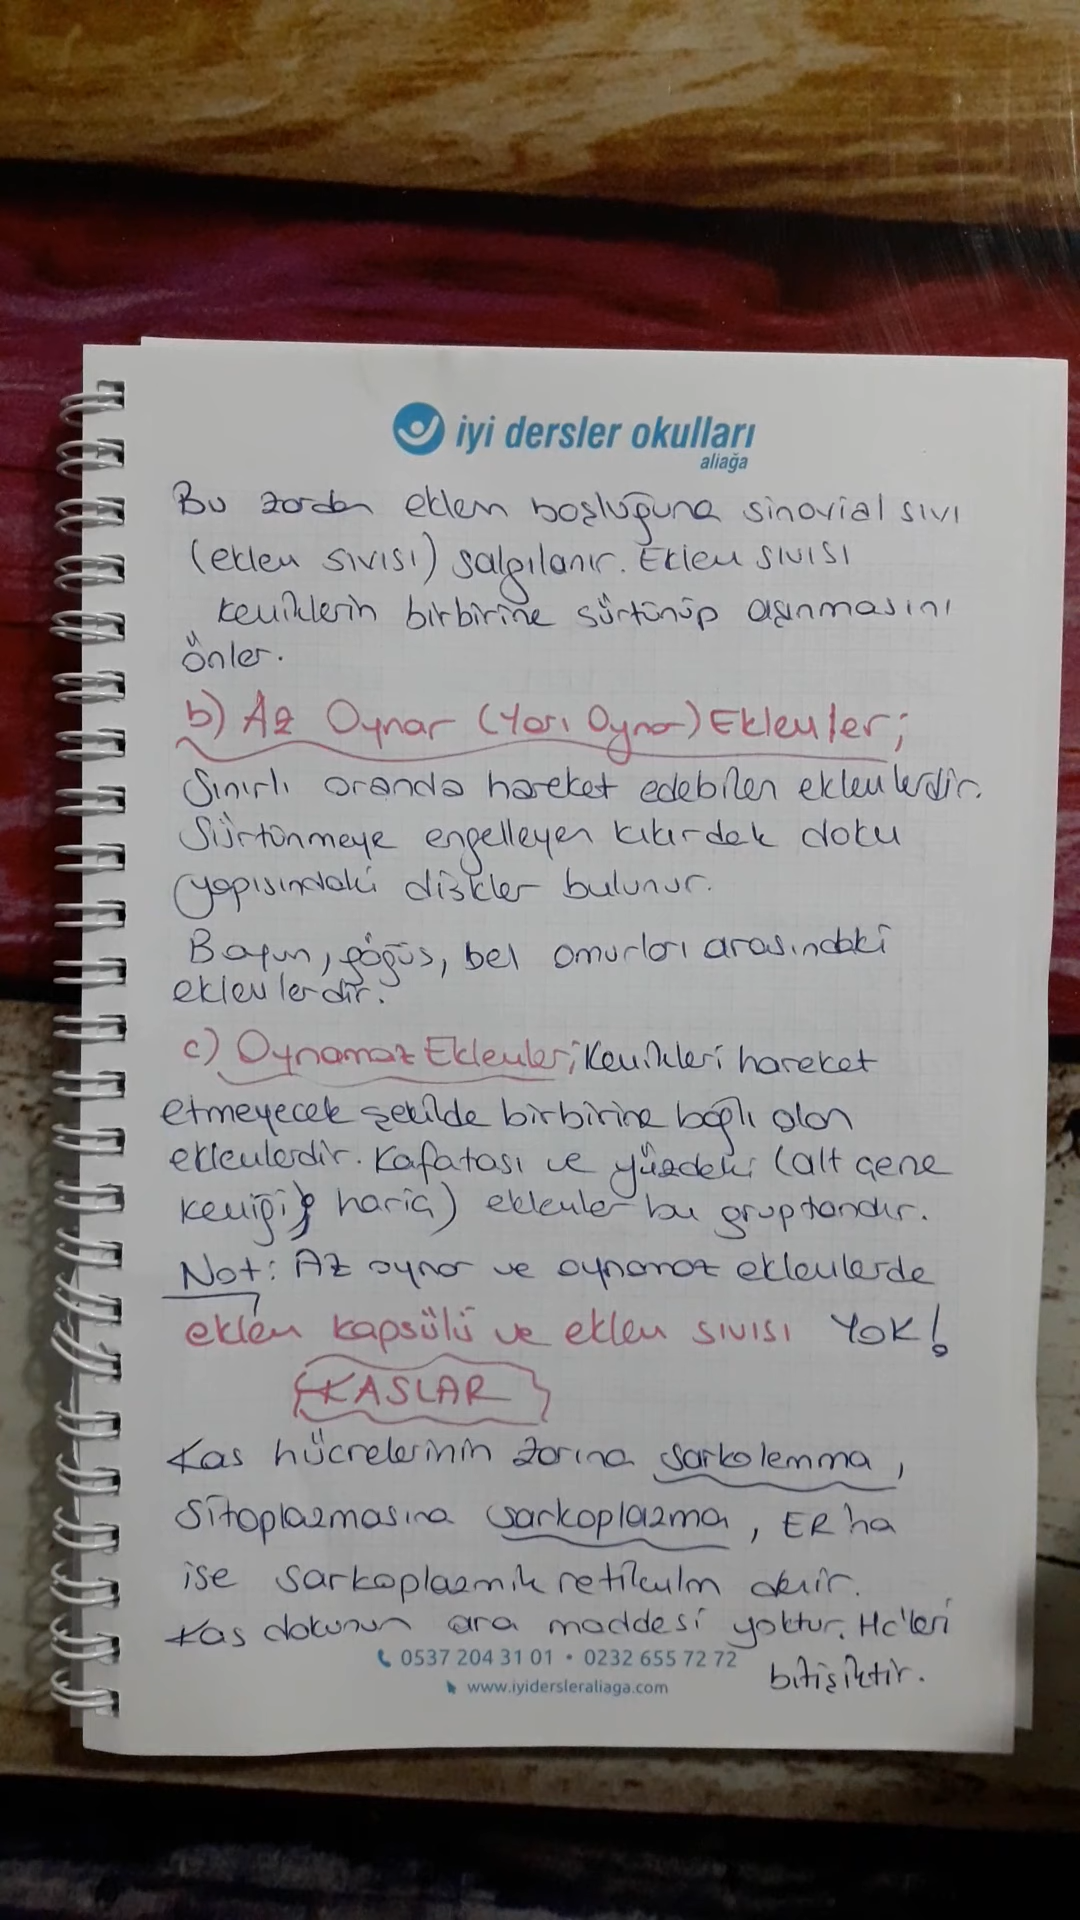 iyi dersler okulları
aliağa
Bu zardan eklem boşluğuna sinovial sıvı
(eklem sıvısı) salgılanır. Eklem sıvısı
kemiklerin birbirine sürtünüp aşınmasını
önler.
b) Az Oynar (Yarı Oynar) Eklemler;
Sınırlı oranda hareket edebilen eklemlerdir.
Sürtünmeye engelleyen kıkırdak doku
yapısındaki diskler bulunur.
Boyun, göğüs, bel omurları arasındaki
eklemlerdir.
c) Oynamaz Eklemler; Kemikleri hareket
etmeyecek şekilde birbirine bağlı olan
eklemlerdir. Kafatası ve yüzdeki (alt çene
kemiği hariç) eklemler bu gruptandır.
Not: Az oynar ve oynamaz eklemlerde
eklem kapsülü ve eklem sıvısı YOK!
KASLAR
Kas hücrelerinin zarına sarkolemma,
Sitoplazmasına sarkoplazma, ER'na
ise sarkoplazmik retikulm denir.
Kas dokunun ara maddesi yoktur. Hc'leri
bitişiktir.
0537 204 31 01 • 0232 655 72 72
www.iyidersleraliaga.com